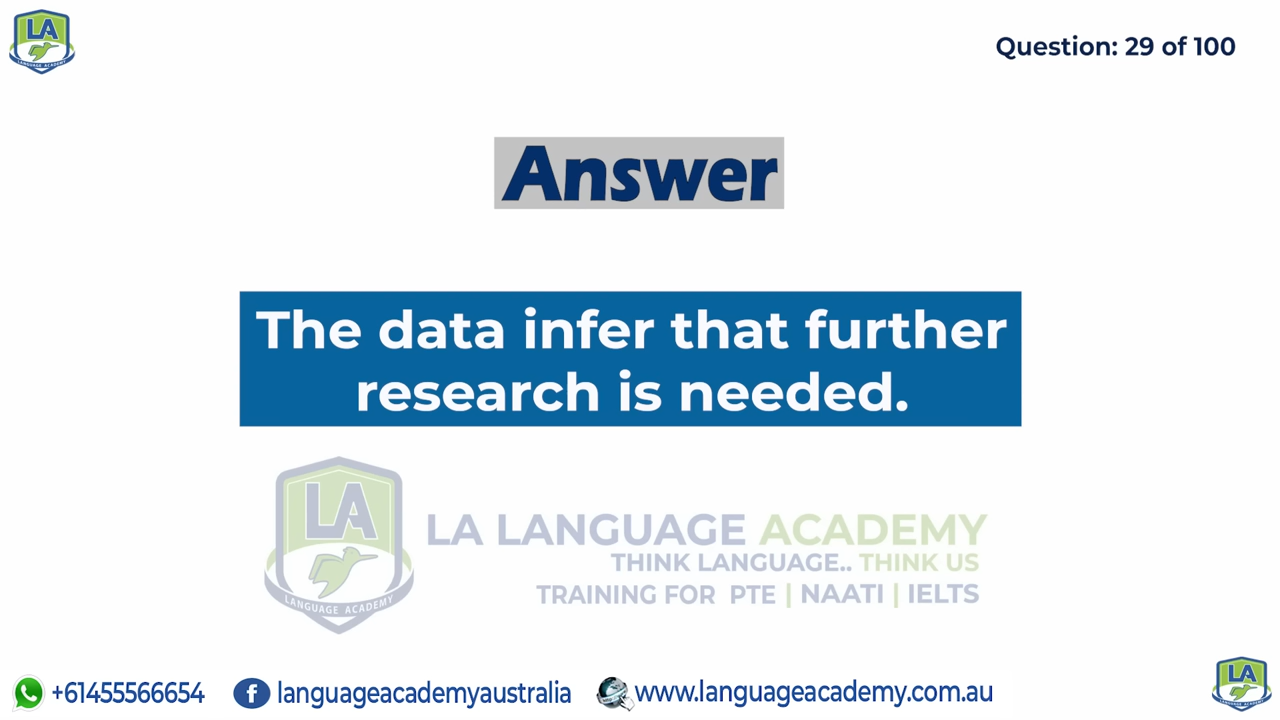 LA
LANGUAGE ACADEMY
Question: 29 of 100
Answer
The data infer that further
research is needed.
LA
LANGUAGE ACADEMY
LA LANGUAGE ACADEMY
THINK LANGUAGE.. THINK US
TRAINING FOR PTE | NAATI | IELTS
+61455566654
languageacademyaustralia
www.languageacademy.com.au
LA
LANGUAGE ACADEMY